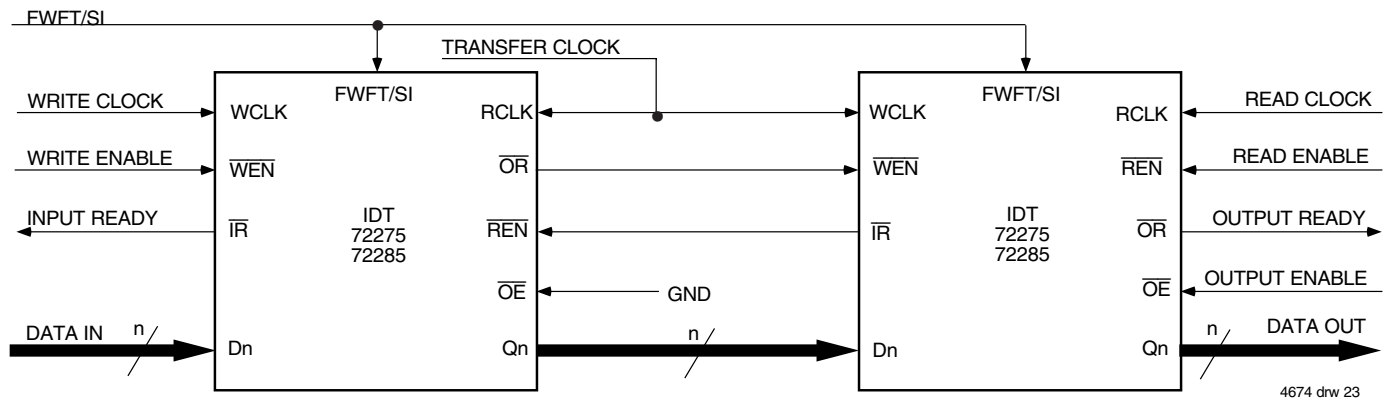 FWFT/SI
TRANSFER CLOCK
FWFT/SI
FWFT/SI
WRITE CLOCK
WCLK
RCLK
WCLK
RCLK
READ CLOCK
WRITE ENABLE
WEN
OR
WEN
REN
READ ENABLE
INPUT READY
IR
IDT
72275
72285
REN
IR
IDT
72275
72285
OR
OUTPUT READY
OE
GND
OE
OUTPUT ENABLE
DATA IN
n
Dn
Qn
n
Dn
Qn
n
DATA OUT
4674 drw 23